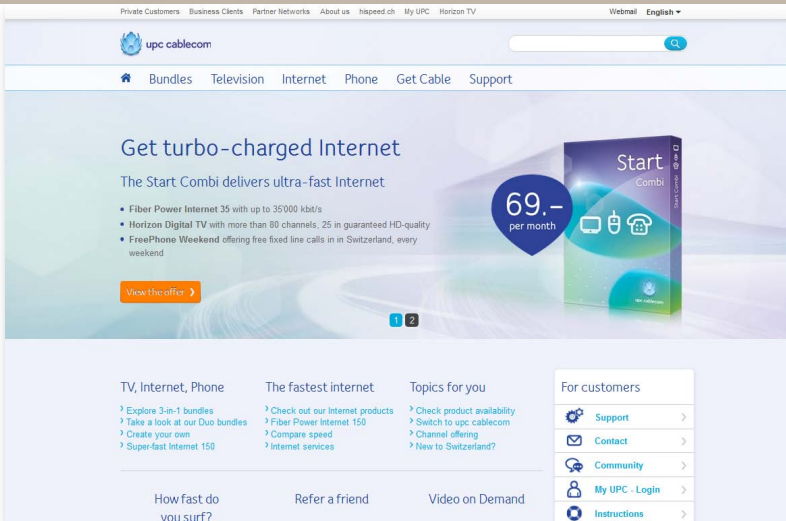 Private Customers Business Clients Partner Networks About us hispeed.ch My UPC Horizon TV Webmail English
upc cablecom
Bundles Television Internet Phone Get Cable Support
Get turbo-charged Internet
The Start Combi delivers ultra-fast Internet
• Fiber Power Internet 35 with up to 35'000 kbit/s
• Horizon Digital TV with more than 80 channels, 25 in guaranteed HD-quality
• FreePhone Weekend offering free fixed line calls in in Switzerland, every
weekend
View the offer
69.–
per month
Start
Combi
Start Combi
upc cablecom
1 2
TV, Internet, Phone
Explore 3-in-1 bundles
Take a look at our Duo bundles
Create your own
Super-fast Internet 150
The fastest internet
Check out our Internet products
Fiber Power Internet 150
Compare speed
Internet services
Topics for you
Check product availability
Switch to upc cablecom
Channel offering
New to Switzerland?
For customers
Support
Contact
Community
My UPC - Login
Instructions
How fast do
you surf?
Refer a friend
Video on Demand